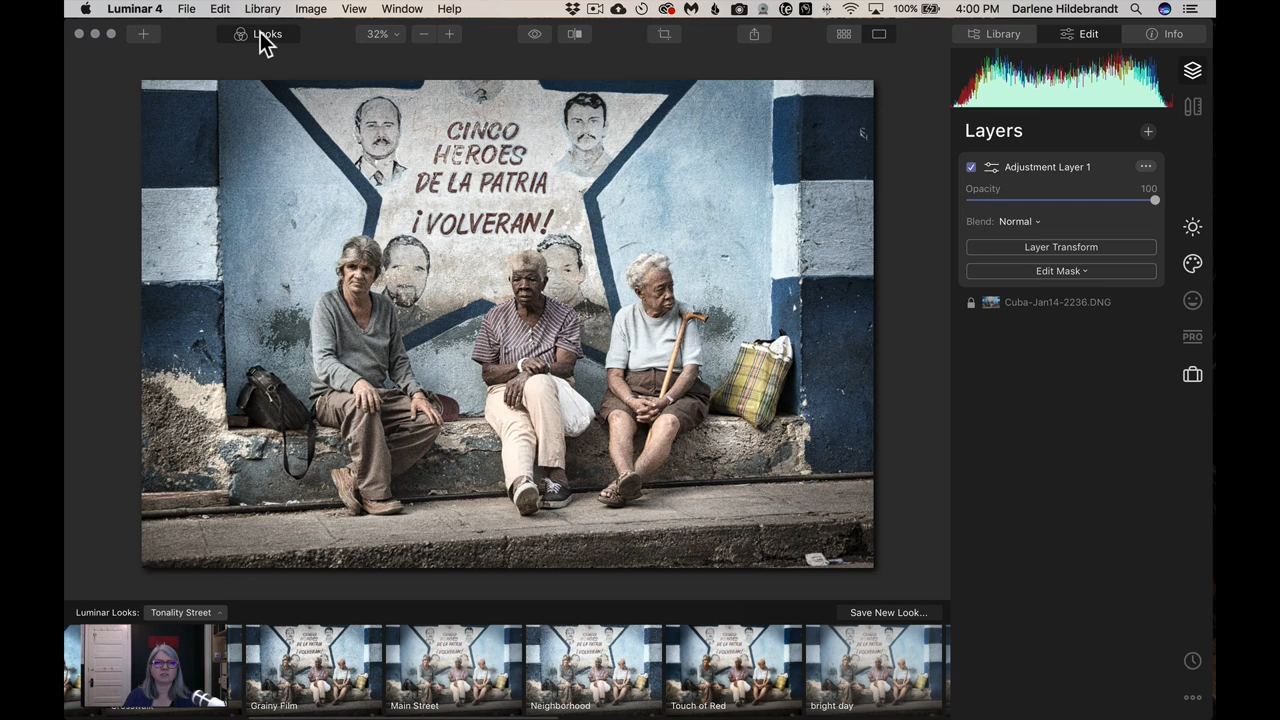 Luminar 4 File Edit Library Image View Window Help 100% 4:00 PM Darlene Hildebrandt
Looks 32% Library Edit Info
Layers
Adjustment Layer 1
Opacity 100
Blend: Normal
Layer Transform
Edit Mask
Cuba-Jan14-2236.DNG
PRO
CINCO
HEROES
DE LA PATRIA
¡VOLVERAN!
Luminar Looks: Tonality Street Save New Look...
Crosswalk Grainy Film Main Street Neighborhood Touch of Red bright day